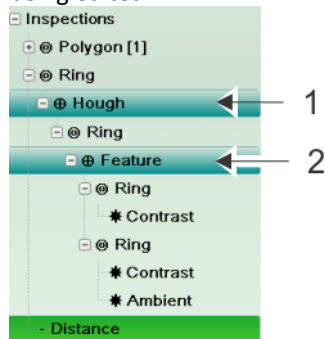 Inspections
Polygon [1]
Ring
Hough
1
Ring
Feature
2
Ring
Contrast
Ring
Contrast
Ambient
- Distance